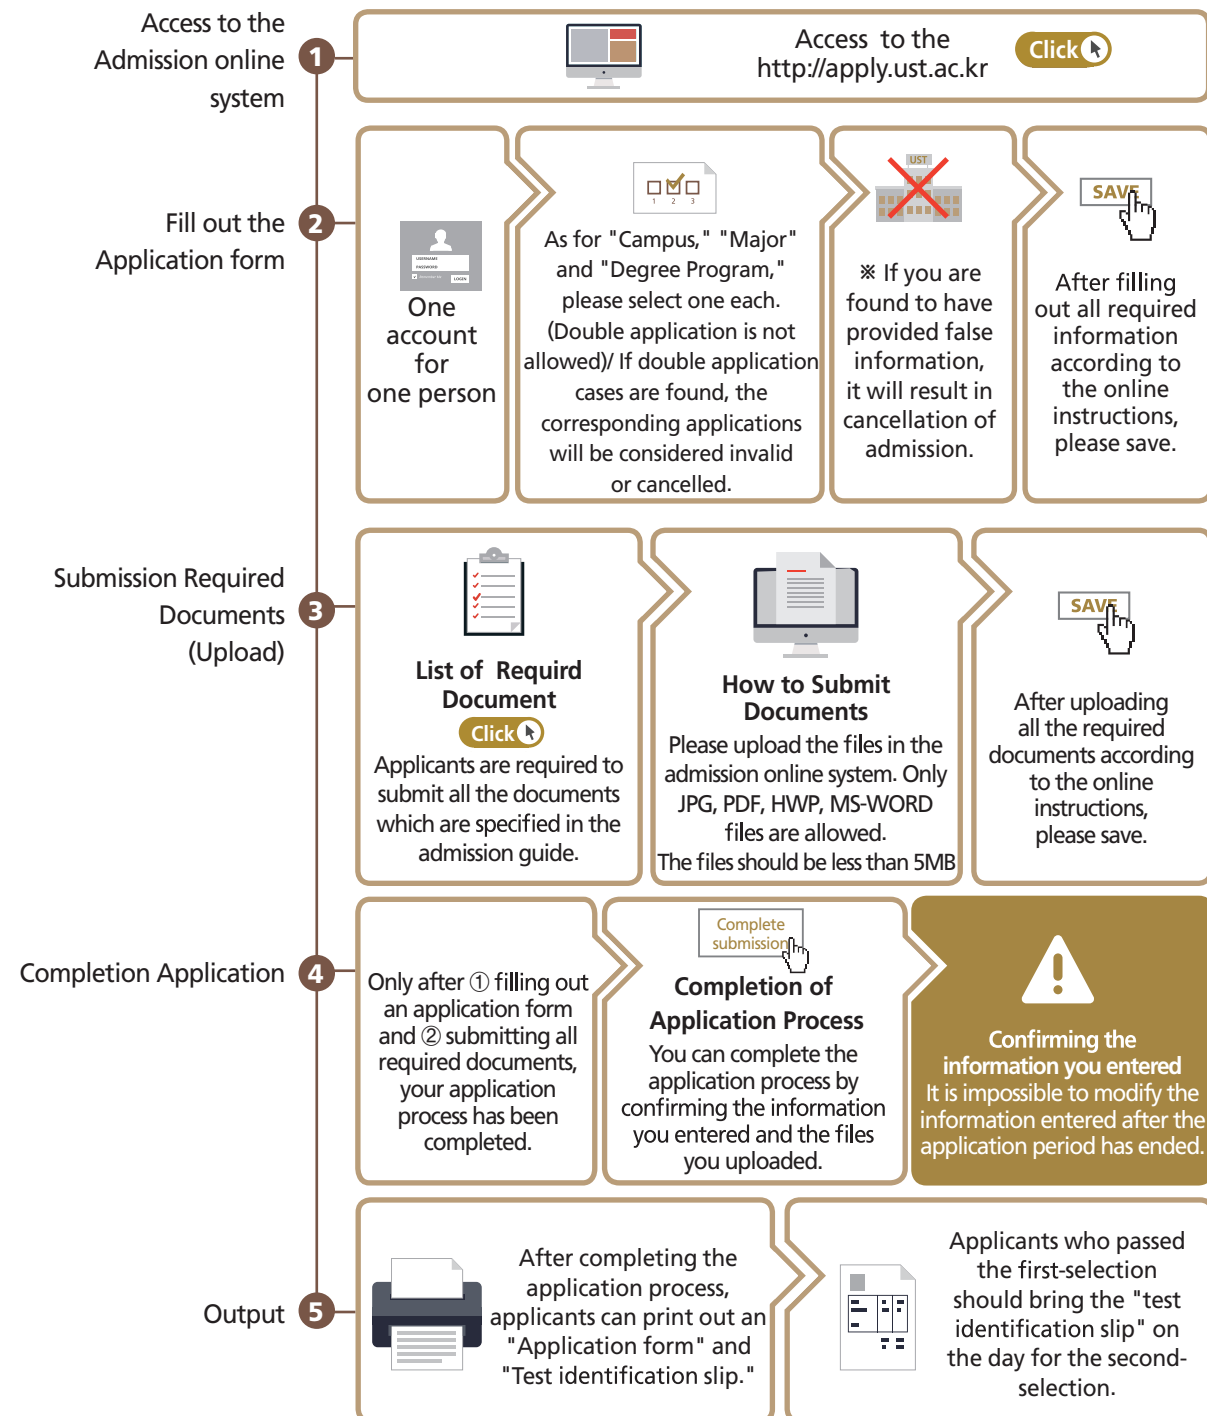 Access to the
Admission online
system
1
Access to the
http://apply.ust.ac.kr
Click
Fill out the
Application form
2
USERNAME
PASSWORD
Remember Me
LOGIN
One
account
for
one person
1 2 3
As for "Campus," "Major"
and "Degree Program,"
please select one each.
(Double application is not
allowed)/ If double application
cases are found, the
corresponding applications
will be considered invalid
or cancelled.
UST
※ If you are
found to have
provided false
information,
it will result in
cancellation of
admission.
SAVE
After filling
out all required
information
according to
the online
instructions,
please save.
Submission Required
Documents
(Upload)
3
List of Requird
Document
Click
Applicants are required to
submit all the documents
which are specified in the
admission guide.
How to Submit
Documents
Please upload the files in the
admission online system. Only
JPG, PDF, HWP, MS-WORD
files are allowed.
The files should be less than 5MB
SAVE
After uploading
all the required
documents according
to the online
instructions,
please save.
Completion Application
4
Only after ① filling out
an application form
and ② submitting all
required documents,
your application
process has been
completed.
Complete
submission
Completion of
Application Process
You can complete the
application process by
confirming the information
you entered and the files
you uploaded.
Confirming the
information you entered
It is impossible to modify the
information entered after the
application period has ended.
Output
5
After completing the
application process,
applicants can print out an
"Application form" and
"Test identification slip."
Applicants who passed
the first-selection
should bring the "test
identification slip" on
the day for the second-
selection.